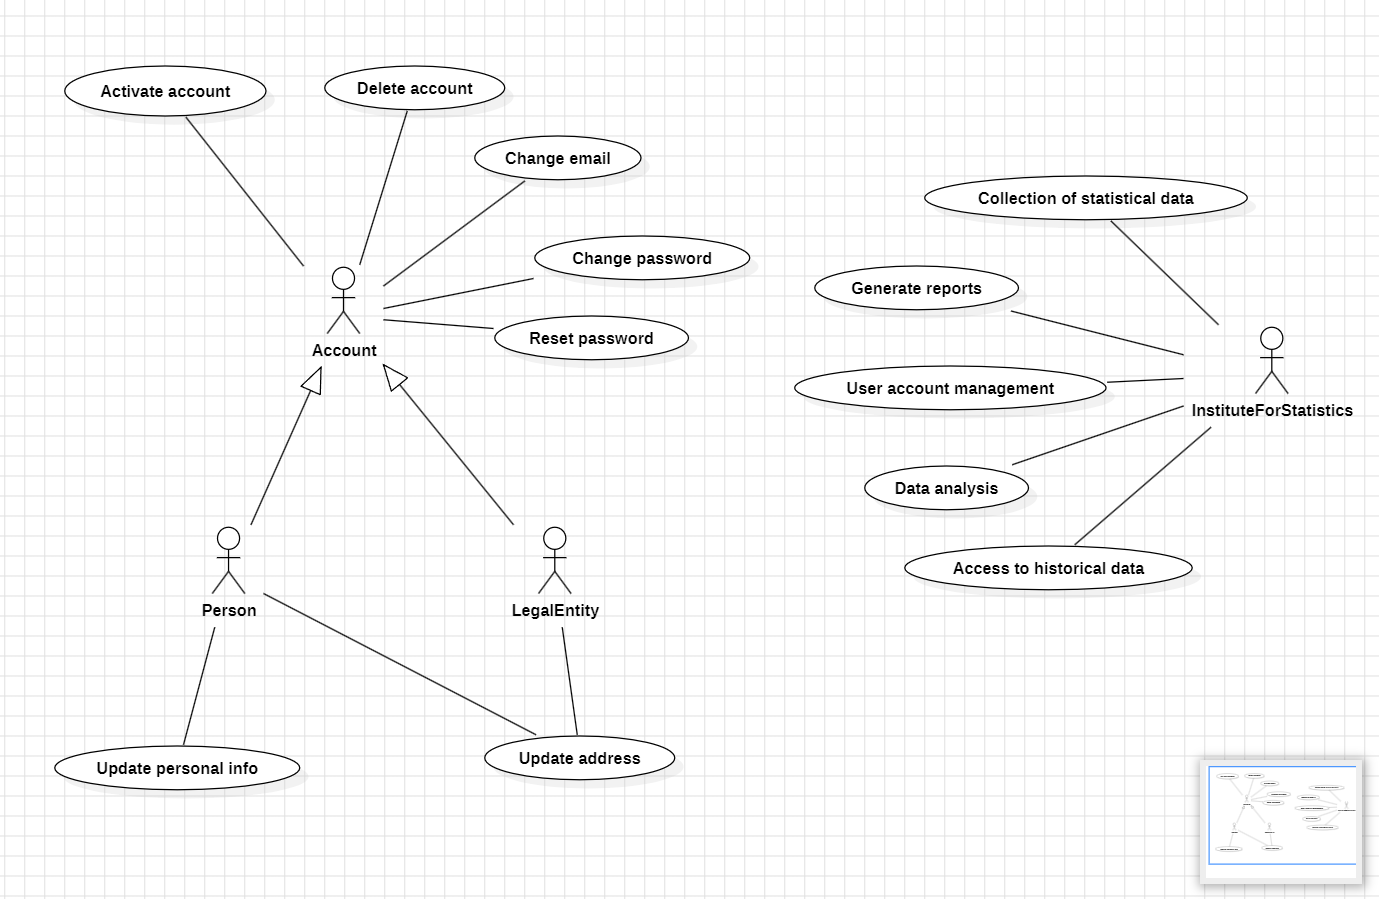 Activate account
Delete account
Change email
Change password
Reset password
Account
Person
LegalEntity
Update personal info
Update address
Collection of statistical data
Generate reports
User account management
InstituteForStatistics
Data analysis
Access to historical data